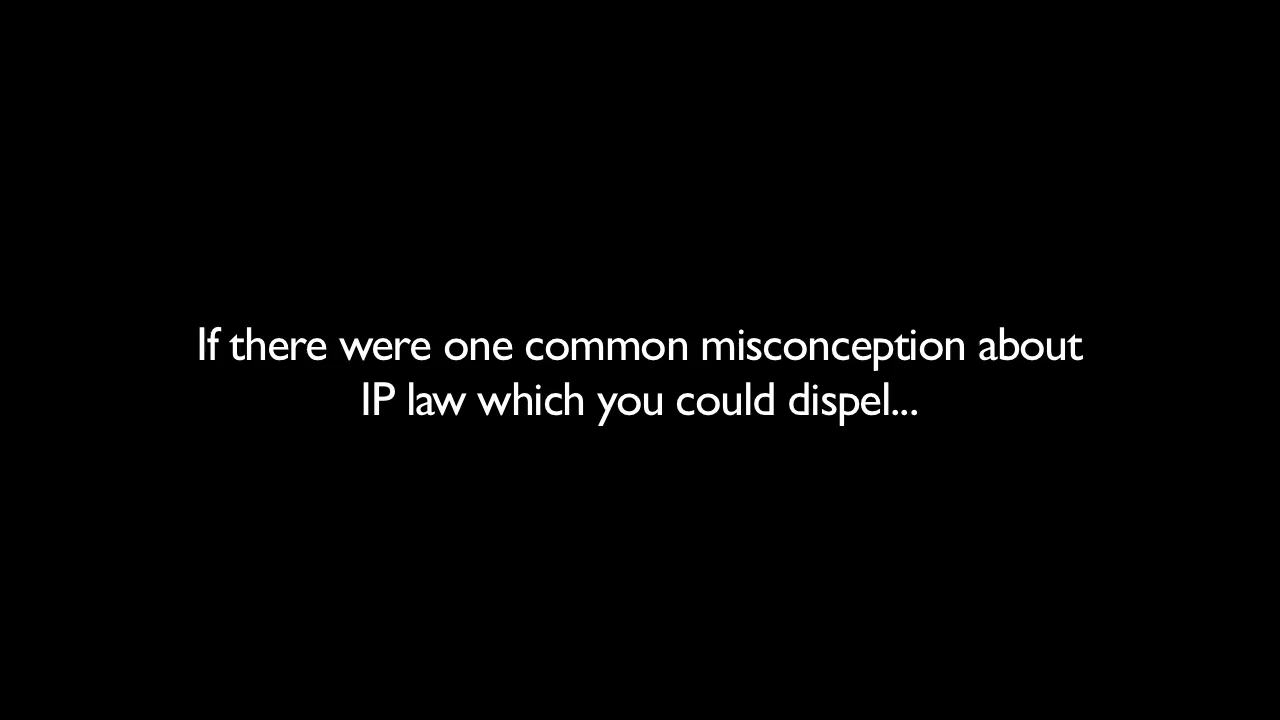 If there were one common misconception about
IP law which you could dispel...